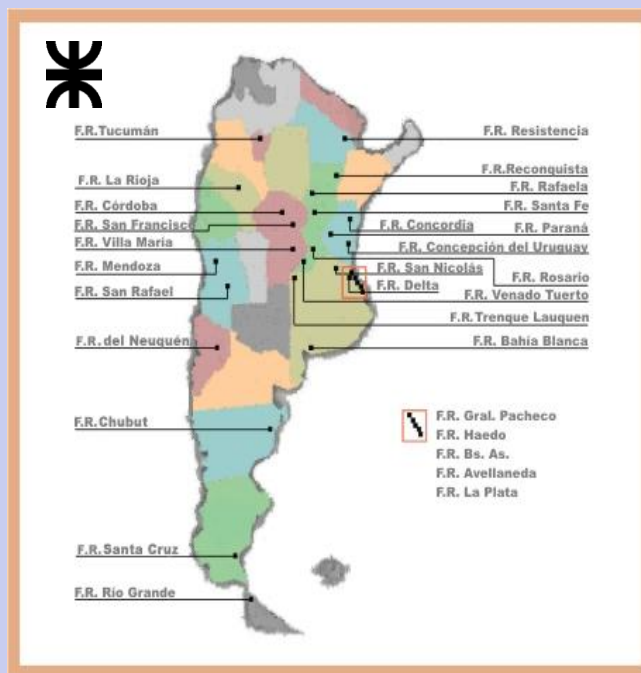 F.R.Tucumán
F.R. La Rioja
F.R. Córdoba
F.R. San Francisco
F.R. Villa María
F.R. Mendoza
F.R. San Rafael
F.R. del Neuquén
F.R.Chubut
F.R.Santa Cruz
F.R. Río Grande
F.R. Resistencia
F.R.Reconquista
F.R. Rafaela
F.R. Santa Fe
F.R. Concordia
F.R. Paraná
F.R. Concepción del Uruguay
F.R. San Nicolás
F.R. Rosario
F.R. Delta
F.R. Venado Tuerto
F.R.Trenque Lauquen
F.R. Bahía Blanca
F.R. Gral. Pacheco
F.R. Haedo
F.R. Bs. As.
F.R. Avellaneda
F.R. La Plata